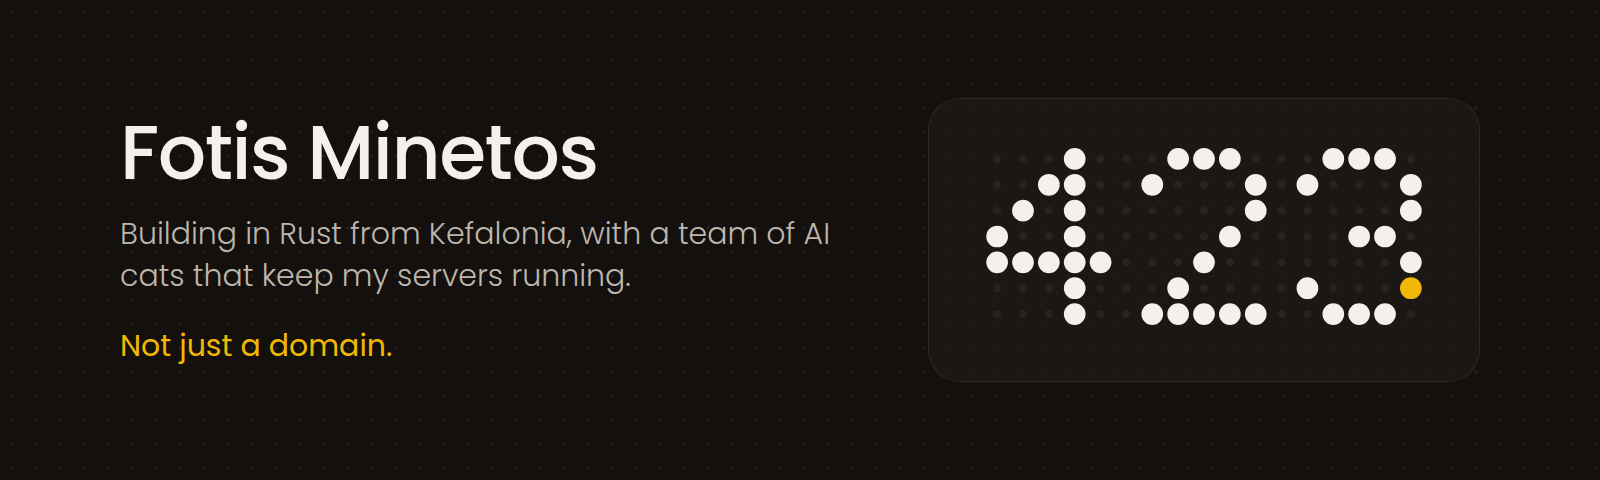 Fotis Minetos
Building in Rust from Kefalonia, with a team of AI
cats that keep my servers running.
Not just a domain.
423